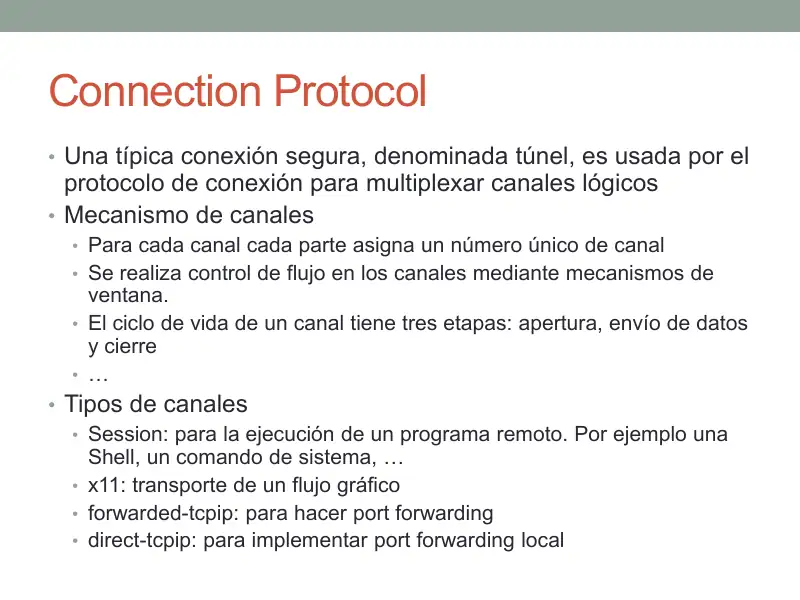 Connection Protocol
• Una típica conexión segura, denominada túnel, es usada por el
protocolo de conexión para multiplexar canales lógicos
• Mecanismo de canales
• Para cada canal cada parte asigna un número único de canal
• Se realiza control de flujo en los canales mediante mecanismos de
ventana.
• El ciclo de vida de un canal tiene tres etapas: apertura, envío de datos
y cierre
• …
• Tipos de canales
• Session: para la ejecución de un programa remoto. Por ejemplo una
Shell, un comando de sistema, …
• x11: transporte de un flujo gráfico
• forwarded-tcpip: para hacer port forwarding
• direct-tcpip: para implementar port forwarding local